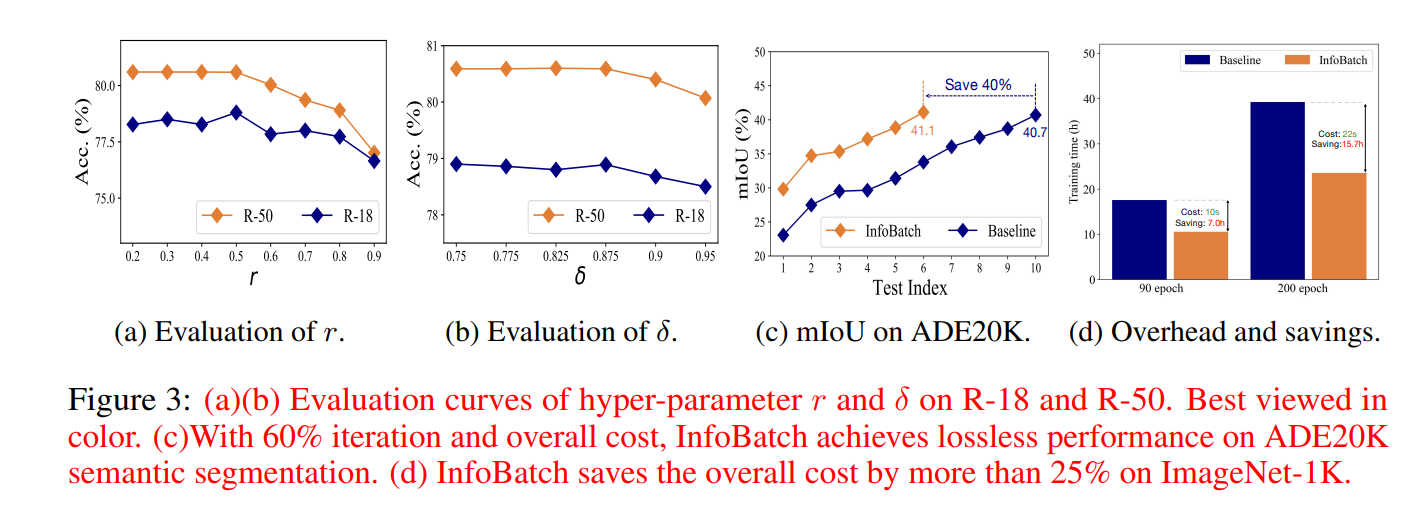 Acc. (%)
80.0
77.5
75.0
R-50 R-18
0.2 0.3 0.4 0.5 0.6 0.7 0.8 0.9
r
(a) Evaluation of r.
Acc. (%)
81
80
79
78
R-50 R-18
0.75 0.775 0.825 0.875 0.9 0.95
δ
(b) Evaluation of δ.
mIoU (%)
50
45
40
35
30
25
20
Save 40%
41.1
40.7
InfoBatch Baseline
1 2 3 4 5 6 7 8 9 10
Test Index
(c) mIoU on ADE20K.
Training time (h)
50
40
30
20
10
0
Baseline InfoBatch
Cost: 22s
Saving:15.7h
Cost: 10s
Saving: 7.0h
90 epoch 200 epoch
(d) Overhead and savings.
Figure 3: (a)(b) Evaluation curves of hyper-parameter r and δ on R-18 and R-50. Best viewed in
color. (c)With 60% iteration and overall cost, InfoBatch achieves lossless performance on ADE20K
semantic segmentation. (d) InfoBatch saves the overall cost by more than 25% on ImageNet-1K.